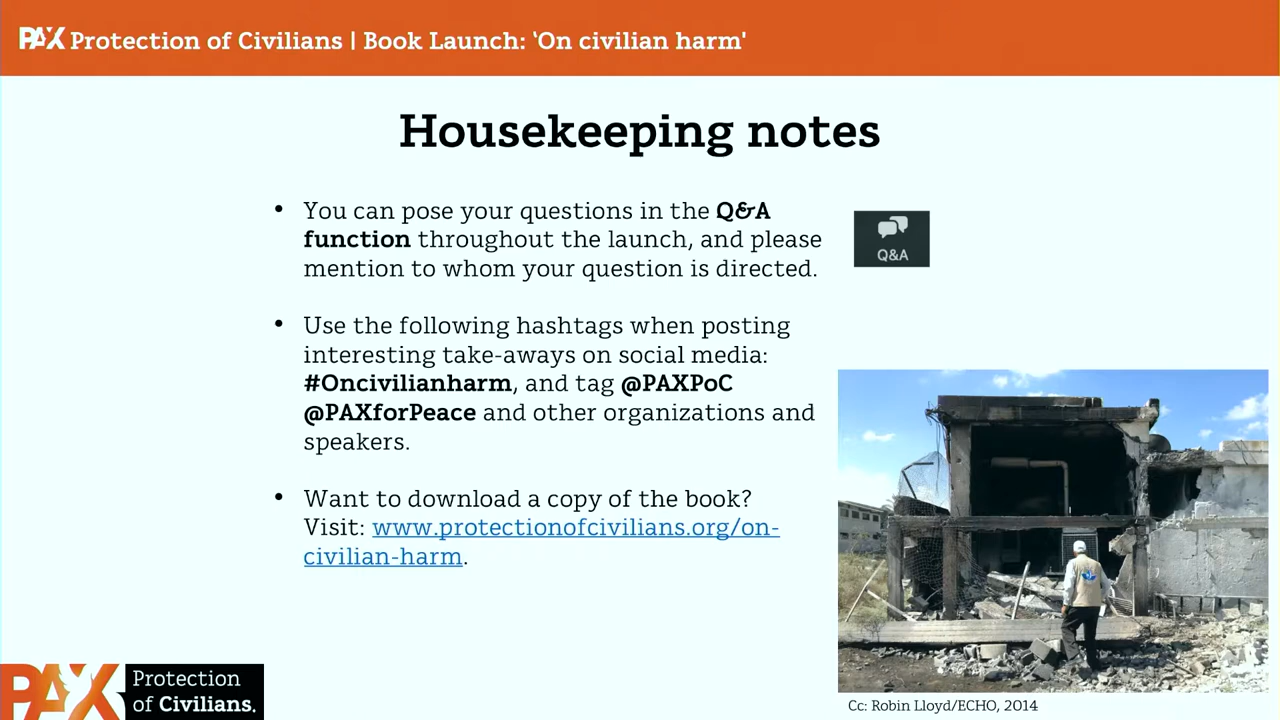 PAX Protection of Civilians | Book Launch: 'On civilian harm'
Housekeeping notes
• You can pose your questions in the Q&A
function throughout the launch, and please
mention to whom your question is directed.
Q&A
• Use the following hashtags when posting
interesting take-aways on social media:
#Oncivilianharm, and tag @PAXPoC
@PAXforPeace and other organizations and
speakers.
• Want to download a copy of the book?
Visit: www.protectionofcivilians.org/on-
civilian-harm.
PAX Protection
of Civilians.
Cc: Robin Lloyd/ECHO, 2014